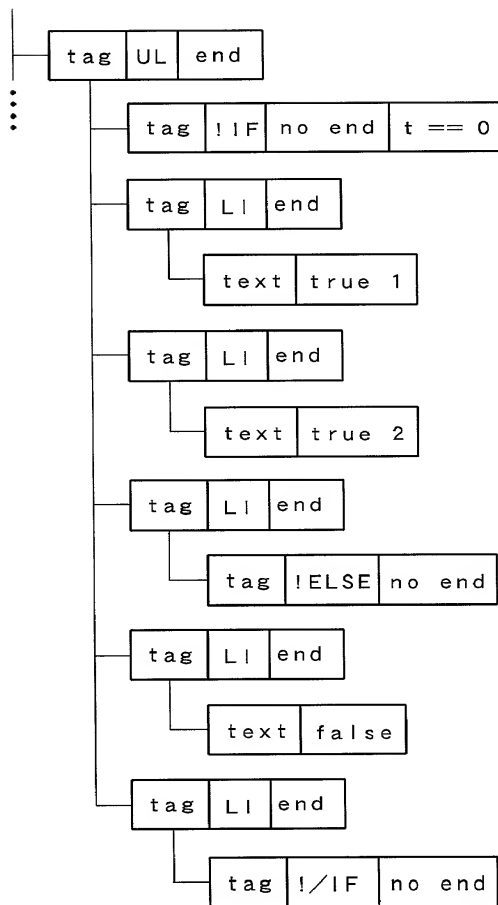 tag UL end
tag !IF no end t == 0
tag LI end
text true 1
tag LI end
text true 2
tag LI end
tag !ELSE no end
tag LI end
text false
tag LI end
tag !/IF no end